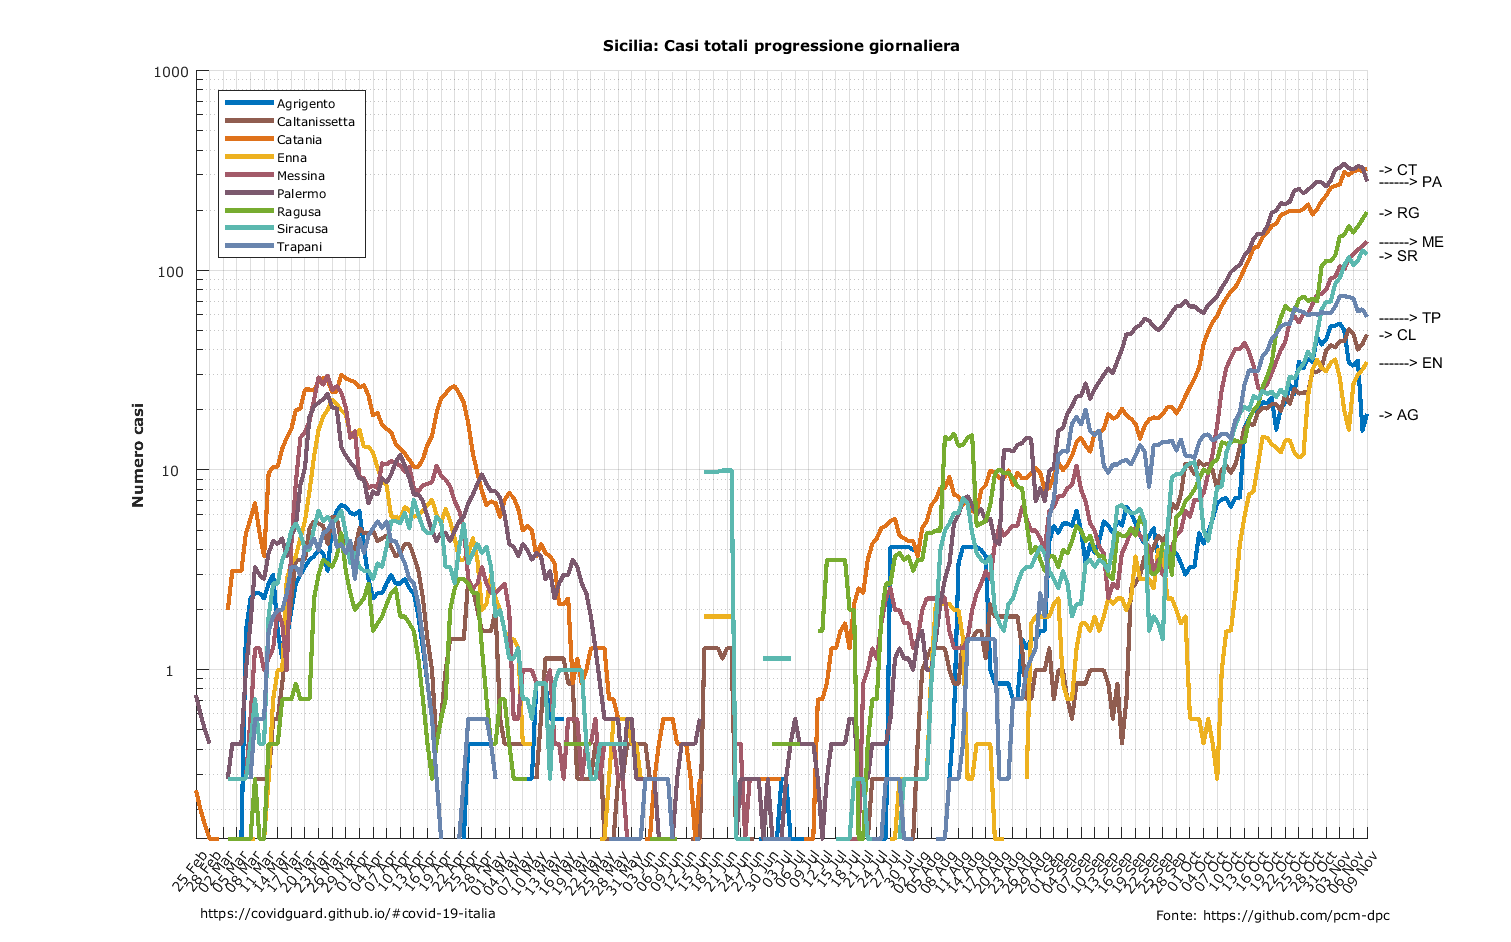 Sicilia: Casi totali progressione giornaliera
1000
100
10
1
Numero casi
Agrigento
Caltanissetta
Catania
Enna
Messina
Palermo
Ragusa
Siracusa
Trapani
-> CT
------> PA
-> RG
------> ME
-> SR
------> TP
-> CL
------> EN
-> AG
25 Feb
28 Feb
02 Mar
05 Mar
08 Mar
11 Mar
14 Mar
17 Mar
20 Mar
23 Mar
26 Mar
29 Mar
01 Apr
04 Apr
07 Apr
10 Apr
13 Apr
16 Apr
19 Apr
22 Apr
25 Apr
28 Apr
01 May
04 May
07 May
10 May
13 May
16 May
19 May
22 May
25 May
28 May
31 May
03 Jun
06 Jun
09 Jun
12 Jun
15 Jun
18 Jun
21 Jun
24 Jun
27 Jun
30 Jun
03 Jul
06 Jul
09 Jul
12 Jul
15 Jul
18 Jul
21 Jul
24 Jul
27 Jul
30 Jul
02 Aug
05 Aug
08 Aug
11 Aug
14 Aug
17 Aug
20 Aug
23 Aug
26 Aug
29 Aug
01 Sep
04 Sep
07 Sep
10 Sep
13 Sep
16 Sep
19 Sep
22 Sep
25 Sep
28 Sep
01 Oct
04 Oct
07 Oct
10 Oct
13 Oct
16 Oct
19 Oct
22 Oct
25 Oct
28 Oct
31 Oct
03 Nov
06 Nov
09 Nov
https://covidguard.github.io/#covid-19-italia
Fonte: https://github.com/pcm-dpc